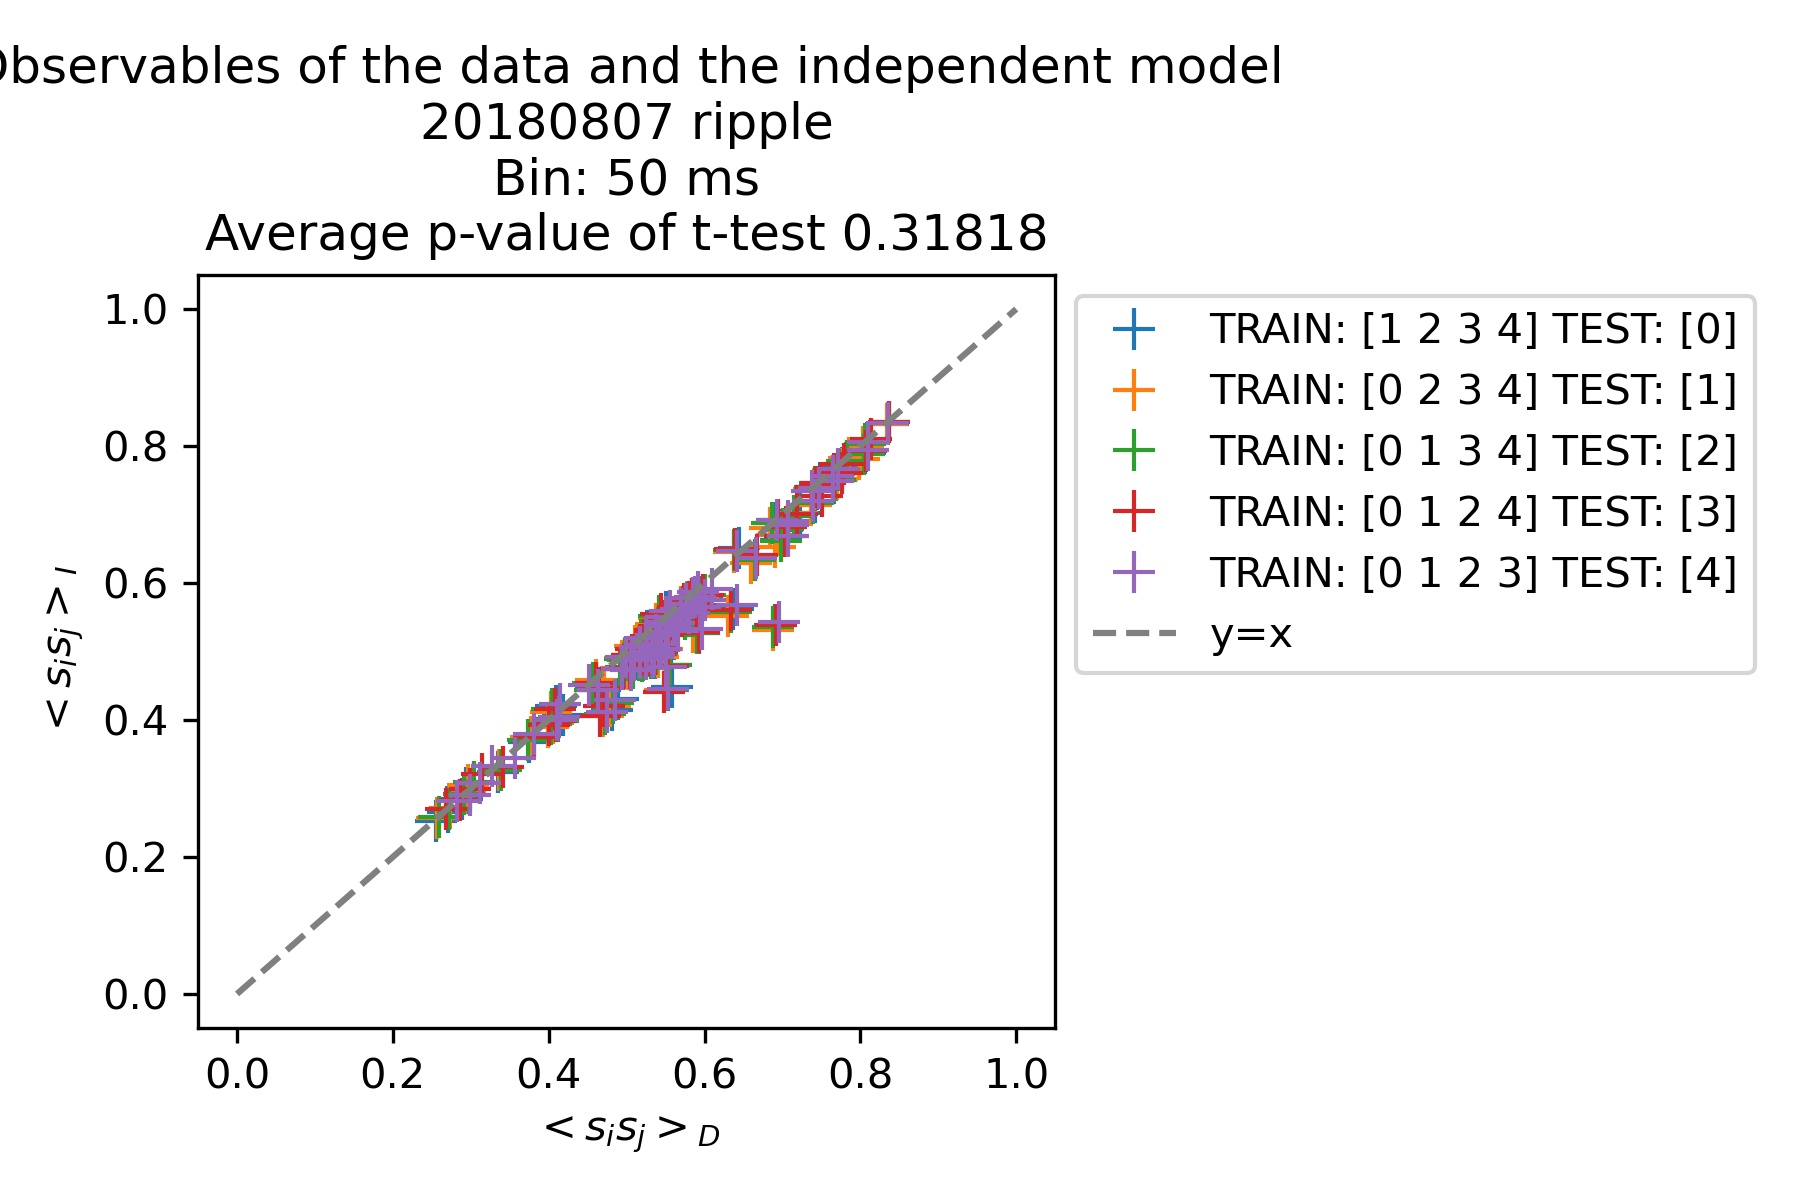 Observables of the data and the independent model
20180807 ripple
Bin: 50 ms
Average p-value of t-test 0.31818
1.0
0.8
0.6
0.4
0.2
0.0
<s_i s_j>_I
0.0 0.2 0.4 0.6 0.8 1.0
<s_i s_j>_D
TRAIN: [1 2 3 4] TEST: [0]
TRAIN: [0 2 3 4] TEST: [1]
TRAIN: [0 1 3 4] TEST: [2]
TRAIN: [0 1 2 4] TEST: [3]
TRAIN: [0 1 2 3] TEST: [4]
y=x